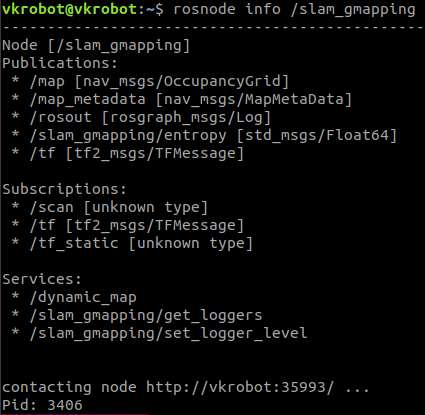 vkrobot@vkrobot:~$ rosnode info /slam_gmapping
--------------------------------------------------------------------------------
Node [/slam_gmapping]
Publications:
 * /map [nav_msgs/OccupancyGrid]
 * /map_metadata [nav_msgs/MapMetaData]
 * /rosout [rosgraph_msgs/Log]
 * /slam_gmapping/entropy [std_msgs/Float64]
 * /tf [tf2_msgs/TFMessage]

Subscriptions:
 * /scan [unknown type]
 * /tf [tf2_msgs/TFMessage]
 * /tf_static [unknown type]

Services:
 * /dynamic_map
 * /slam_gmapping/get_loggers
 * /slam_gmapping/set_logger_level

contacting node http://vkrobot:35993/ ...
Pid: 3406